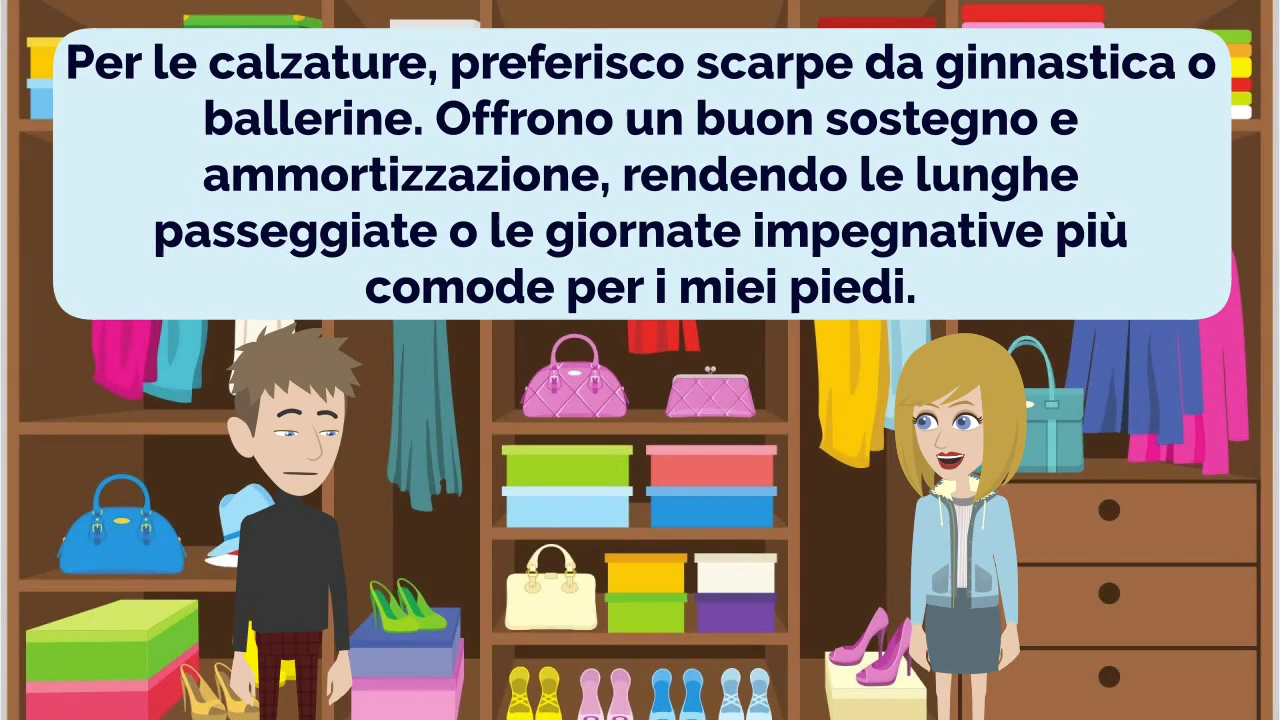 Per le calzature, preferisco scarpe da ginnastica o
ballerine. Offrono un buon sostegno e
ammortizzazione, rendendo le lunghe
passeggiate o le giornate impegnative più
comode per i miei piedi.